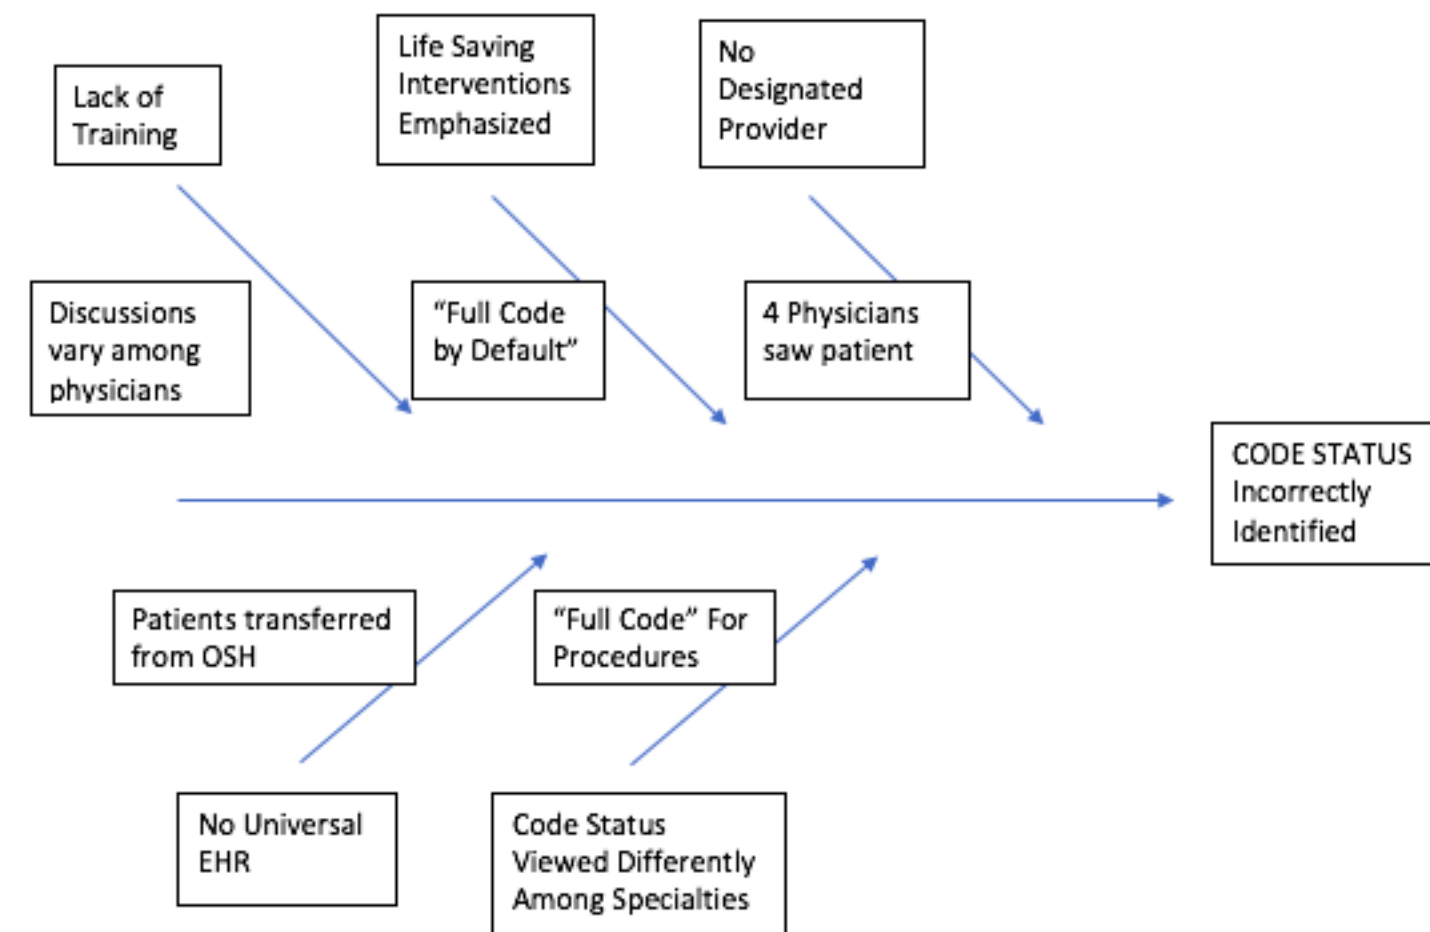 Lack of
Training
Life Saving
Interventions
Emphasized
No
Designated
Provider
Discussions
vary among
physicians
“Full Code
by Default”
4 Physicians
saw patient
CODE STATUS
Incorrectly
Identified
Patients transferred
from OSH
“Full Code” For
Procedures
No Universal
EHR
Code Status
Viewed Differently
Among Specialties